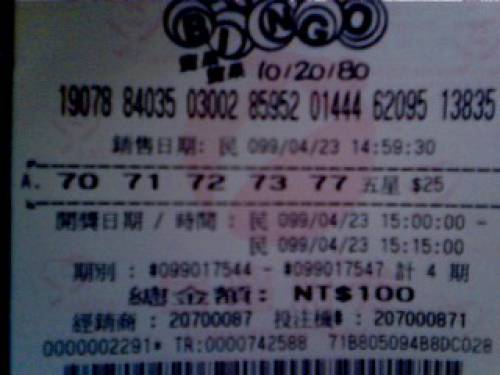 BINGO
賓果
賓果 10/20/80
19078 84035 03002 85952 01444 62095 13835
銷售日期: 民 099/04/23 14:59:30
A. 70 71 72 73 77 五星 $25
開獎日期 / 時間 : 民 099/04/23 15:00:00 -
民 099/04/23 15:15:00
期別 : #099017544 - #099017547 計 4 期
總金額: NT$100
經銷商 : 20700087 投注機# : 207000871
0000002291* TR:0000742588 71B805094B8DC028